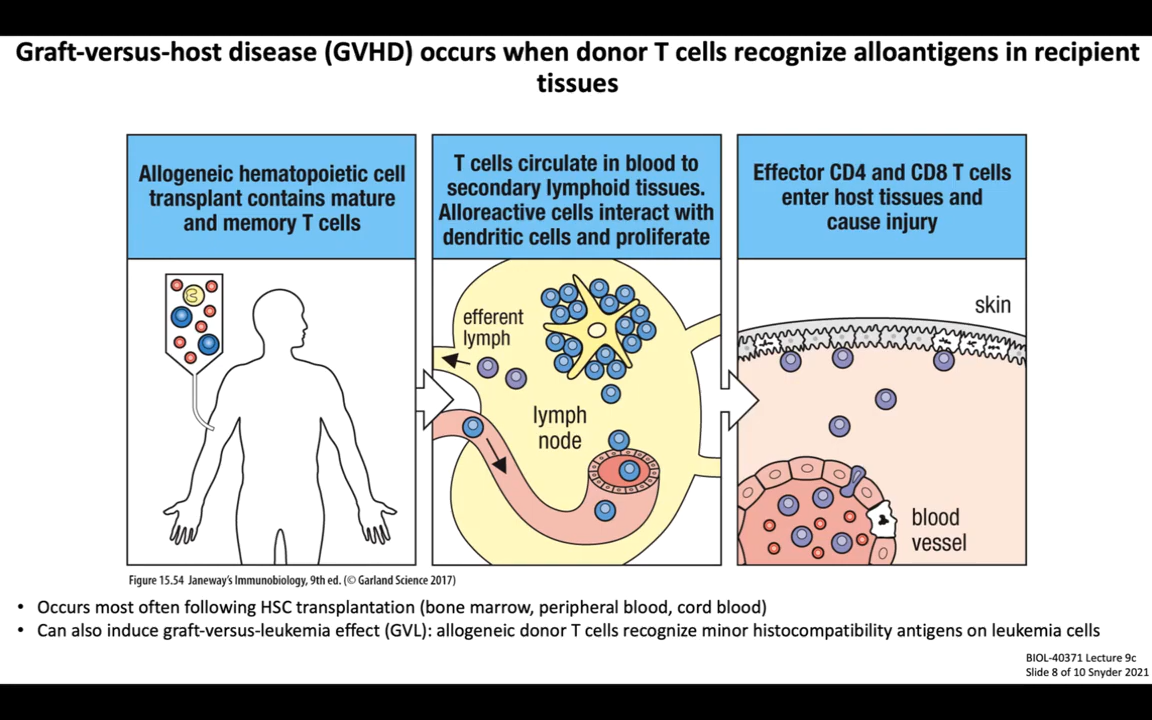 Graft-versus-host disease (GVHD) occurs when donor T cells recognize alloantigens in recipient
tissues
Allogeneic hematopoietic cell
transplant contains mature
and memory T cells
T cells circulate in blood to
secondary lymphoid tissues.
Alloreactive cells interact with
dendritic cells and proliferate
efferent
lymph
lymph
node
Effector CD4 and CD8 T cells
enter host tissues and
cause injury
skin
blood
vessel
Figure 15.54 Janeway's Immunobiology, 9th ed. (© Garland Science 2017)
• Occurs most often following HSC transplantation (bone marrow, peripheral blood, cord blood)
• Can also induce graft-versus-leukemia effect (GVL): allogeneic donor T cells recognize minor histocompatibility antigens on leukemia cells
BIOL-40371 Lecture 9c
Slide 8 of 10 Snyder 2021